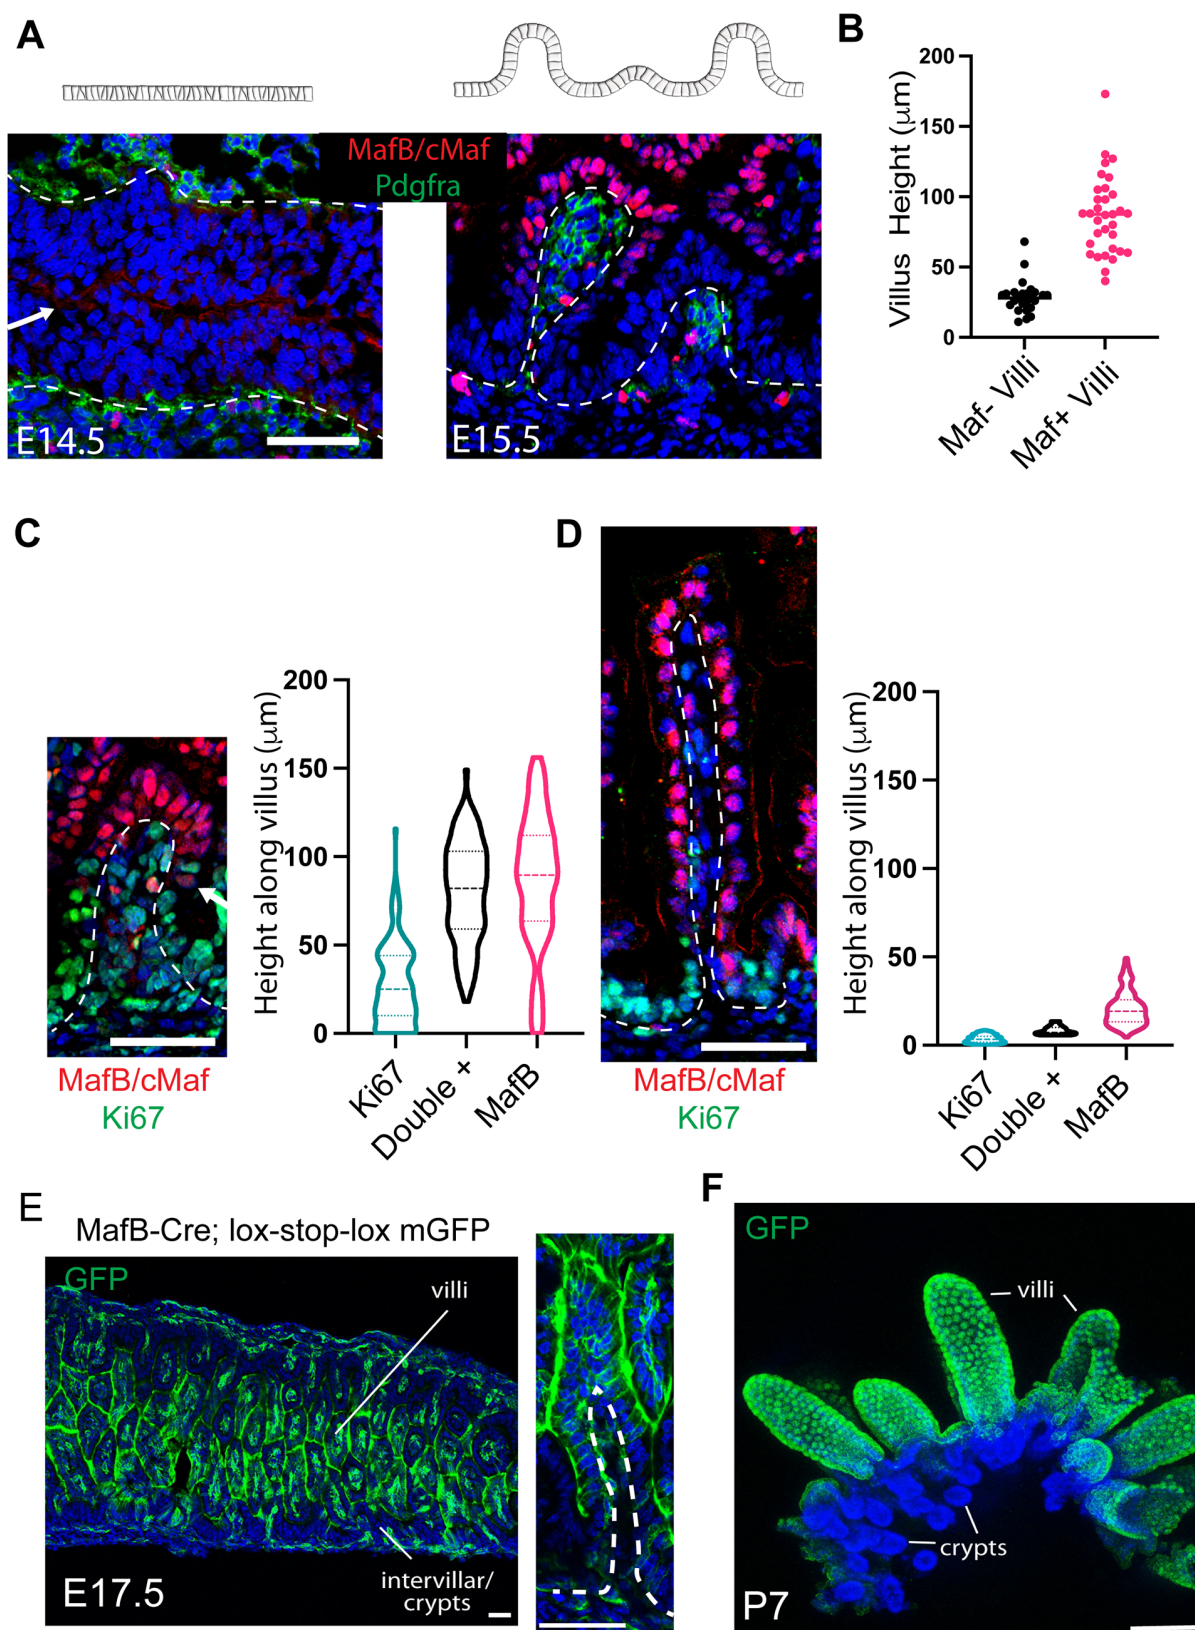 A
B
MafB/cMaf
Pdgfra
E14.5
E15.5
Villus Height (μm)
200
150
100
50
0
Maf- Villi
Maf+ Villi
C
D
MafB/cMaf
Ki67
Height along villus (μm)
200
150
100
50
0
Ki67
Double +
MafB
MafB/cMaf
Ki67
Height along villus (μm)
200
150
100
50
0
Ki67
Double +
MafB
E
MafB-Cre; lox-stop-lox mGFP
GFP
villi
intervillar/
crypts
E17.5
F
GFP
villi
crypts
P7